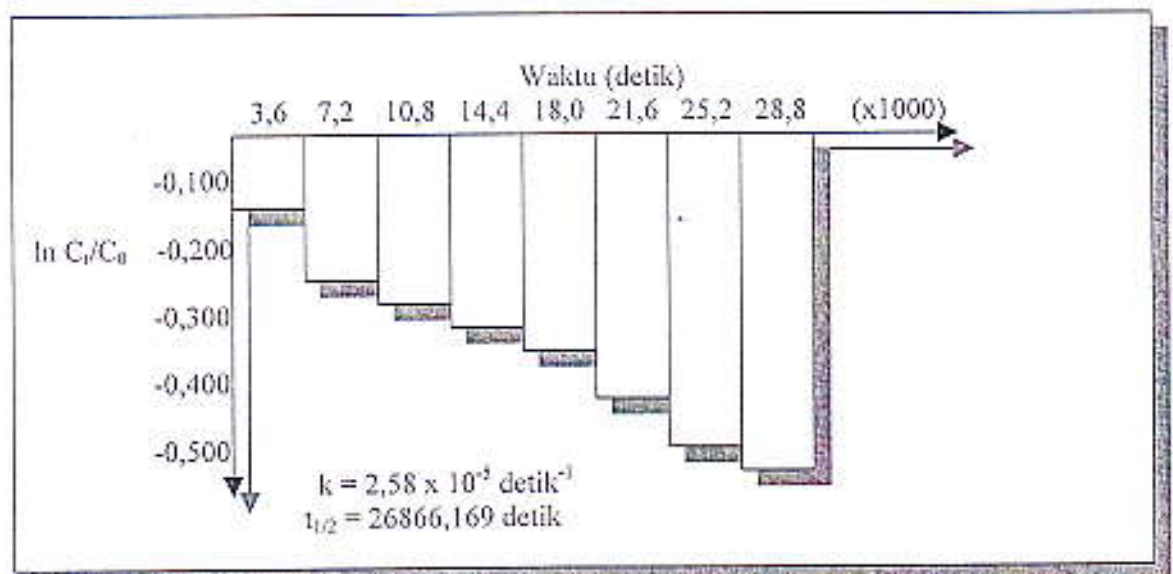 Waktu (detik)
3,6 7,2 10,8 14,4 18,0 21,6 25,2 28,8 (x1000)
-0,100
ln Ct/C0 -0,200
-0,300
-0,400
-0,500
k = 2,58 x 10⁻⁵ detik⁻¹
t1/2 = 26866,169 detik